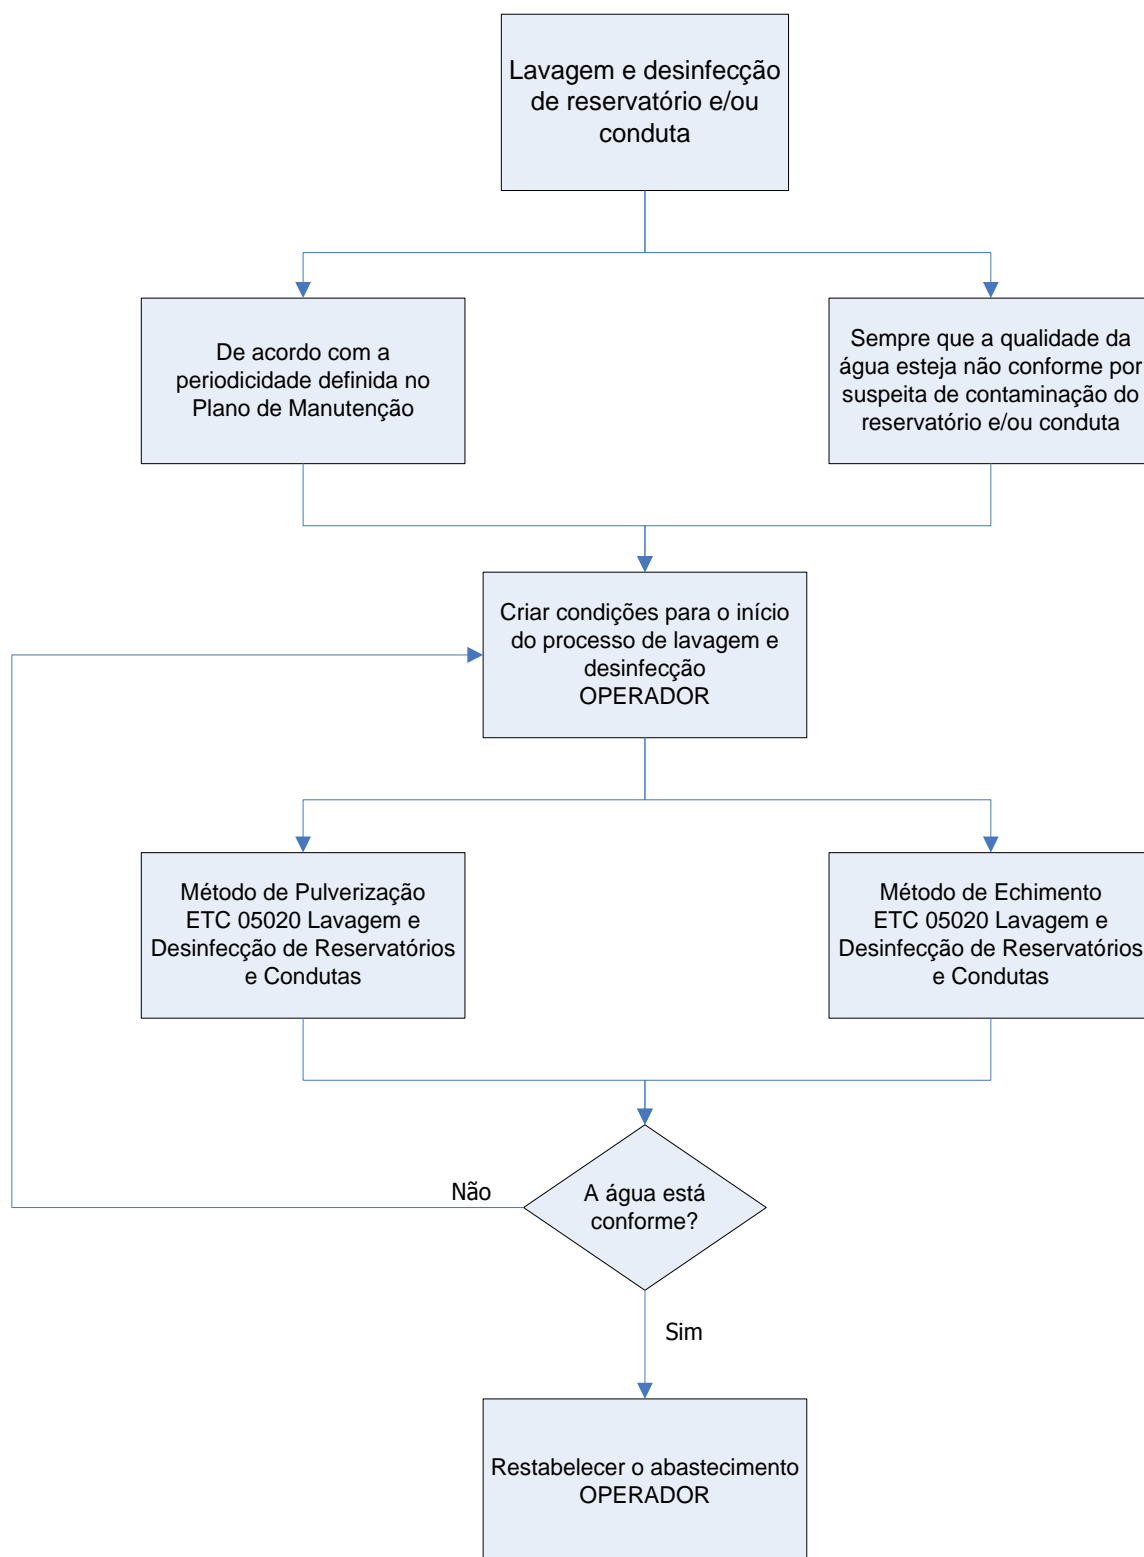 Lavagem e desinfecção
de reservatório e/ou
conduta
De acordo com a
periodicidade definida no
Plano de Manutenção
Sempre que a qualidade da
água esteja não conforme por
suspeita de contaminação do
reservatório e/ou conduta
Criar condições para o início
do processo de lavagem e
desinfecção
OPERADOR
Método de Pulverização
ETC 05020 Lavagem e
Desinfecção de Reservatórios
e Condutas
Método de Echimento
ETC 05020 Lavagem e
Desinfecção de Reservatórios
e Condutas
A água está
conforme?
Não
Sim
Restabelecer o abastecimento
OPERADOR